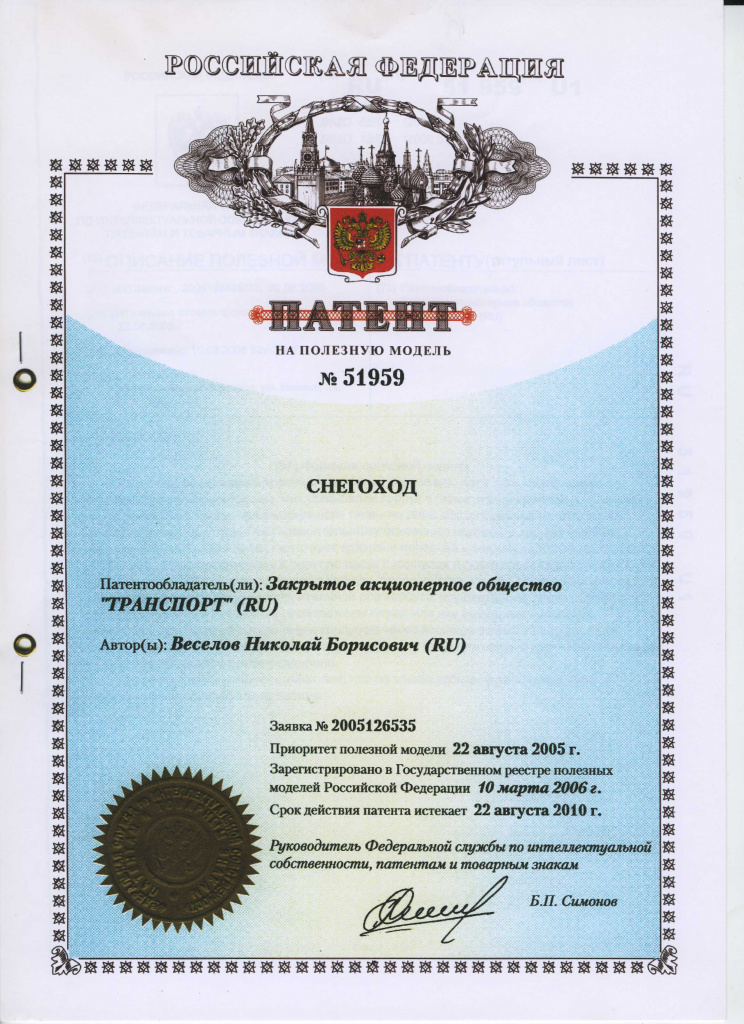 РОССИЙСКАЯ ФЕДЕРАЦИЯ
ПАТЕНТ
НА ПОЛЕЗНУЮ МОДЕЛЬ
№ 51959
СНЕГОХОД
Патентообладатель(ли): Закрытое акционерное общество
"ТРАНСПОРТ" (RU)
Автор(ы): Веселов Николай Борисович (RU)
Заявка № 2005126535
Приоритет полезной модели 22 августа 2005 г.
Зарегистрировано в Государственном реестре полезных
моделей Российской Федерации 10 марта 2006 г.
Срок действия патента истекает 22 августа 2010 г.
Руководитель Федеральной службы по интеллектуальной
собственности, патентам и товарным знакам
Б.П. Симонов